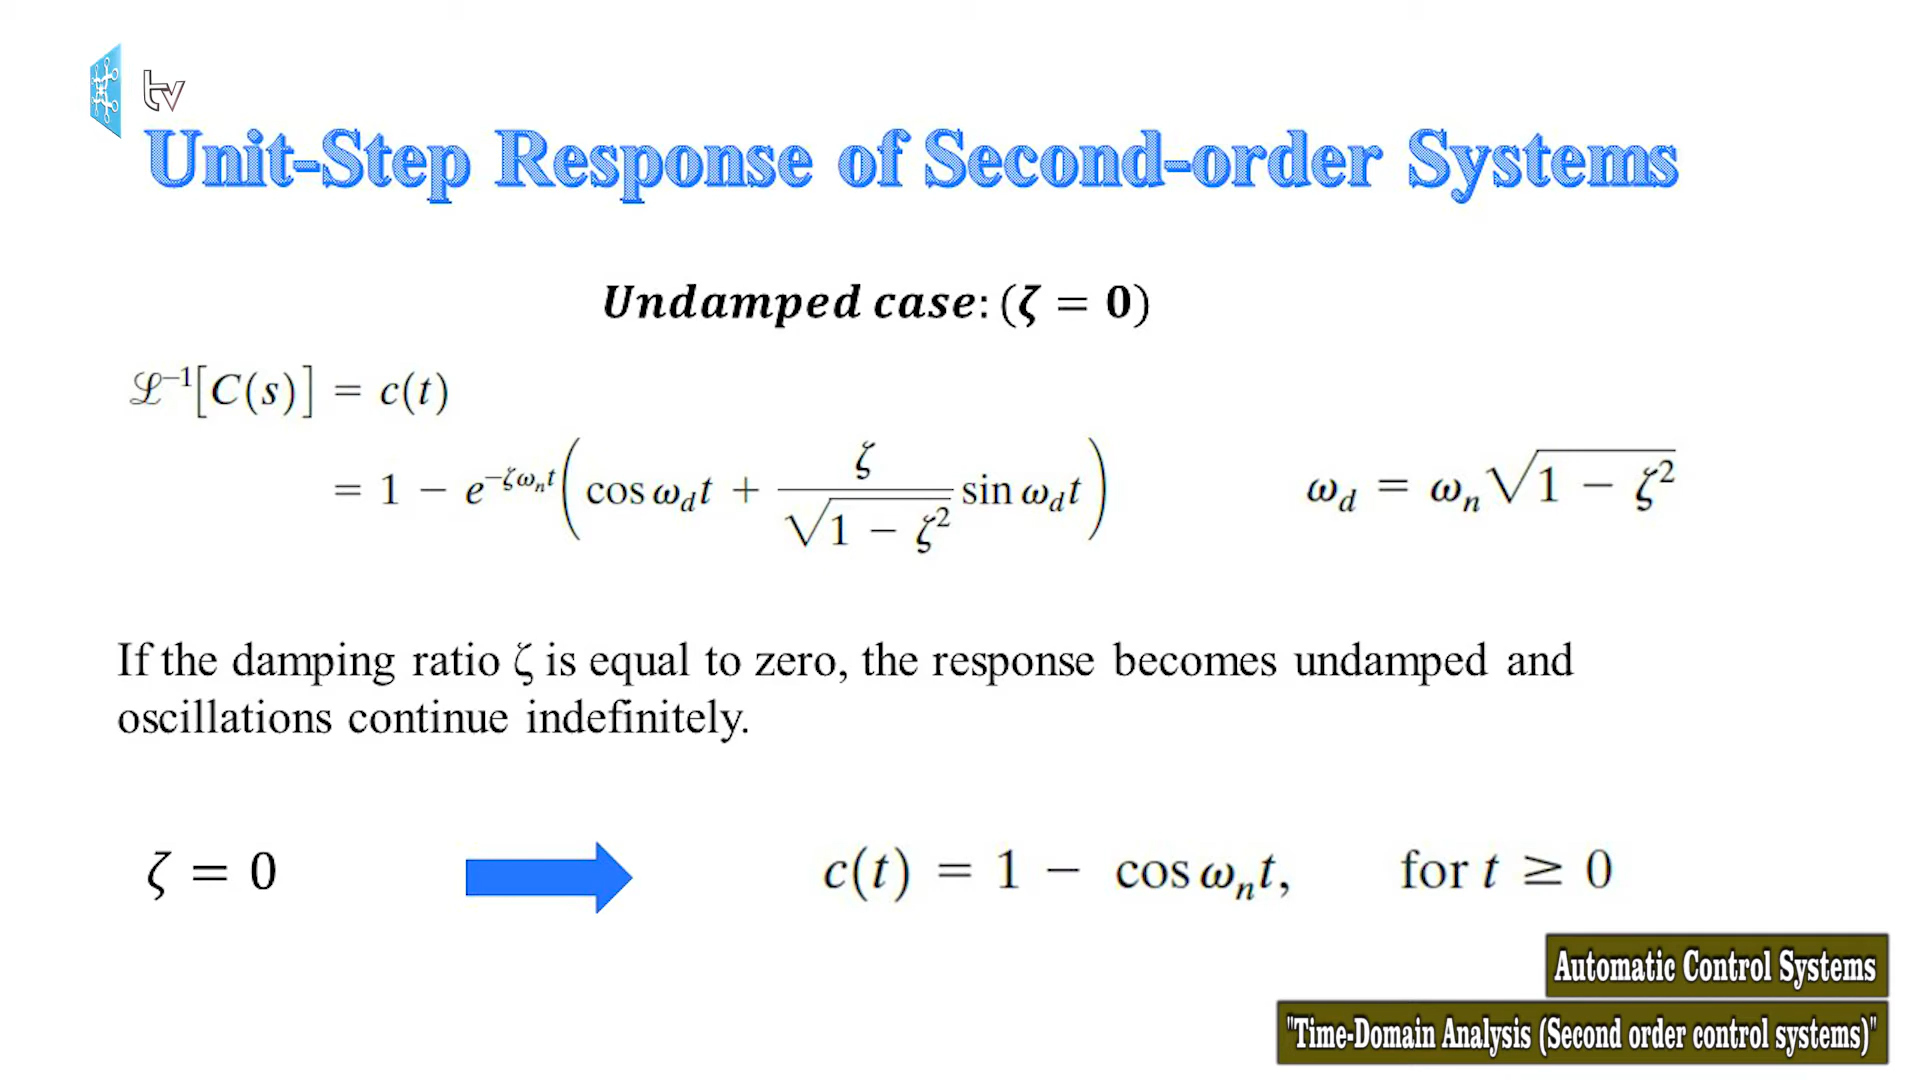 tv
Unit-Step Response of Second-order Systems
Undamped case: (ζ = 0)
ℒ⁻¹[C(s)] = c(t)
= 1 − e^{−ζωₙt}(cos ω_d t + ζ/√(1 − ζ²) sin ω_d t)
ω_d = ωₙ√(1 − ζ²)
If the damping ratio ζ is equal to zero, the response becomes undamped and
oscillations continue indefinitely.
ζ = 0
c(t) = 1 − cos ωₙt, for t ≥ 0
Automatic Control Systems
"Time-Domain Analysis (Second order control systems)"